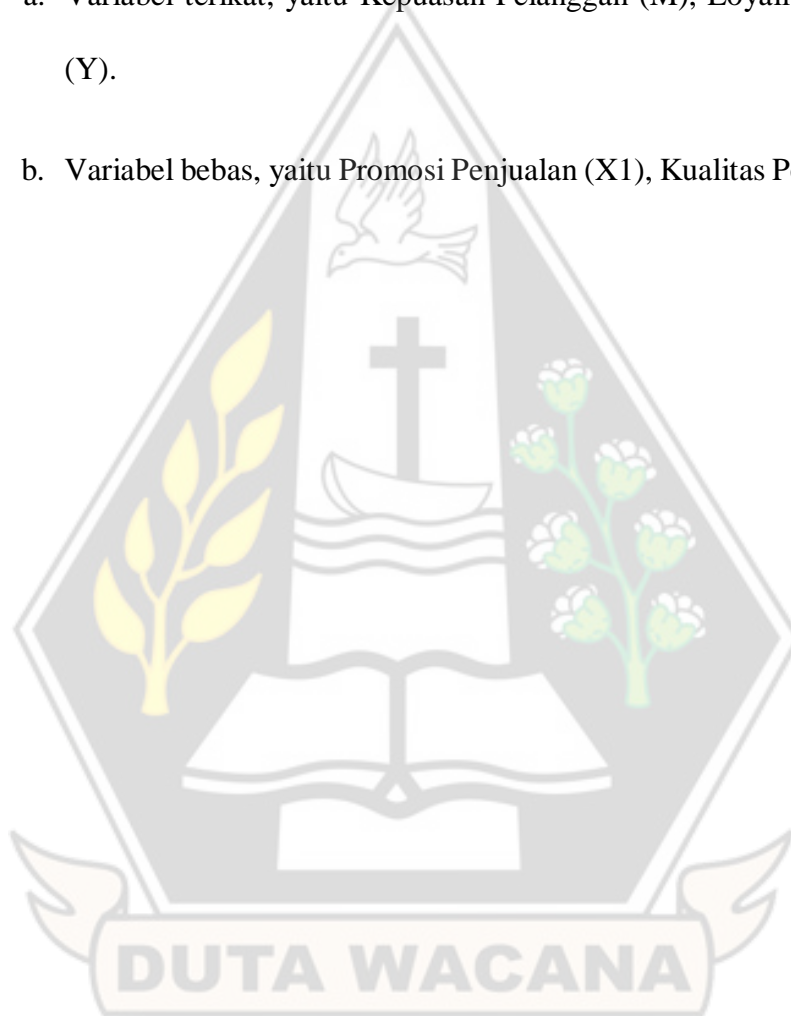 a. Variabel terikat, yaitu Kepuasan Pelanggan (M), 
(Y).
b. Variabel bebas, yaitu Promosi Penjualan (X1), Kualitas
DUTA WACANA